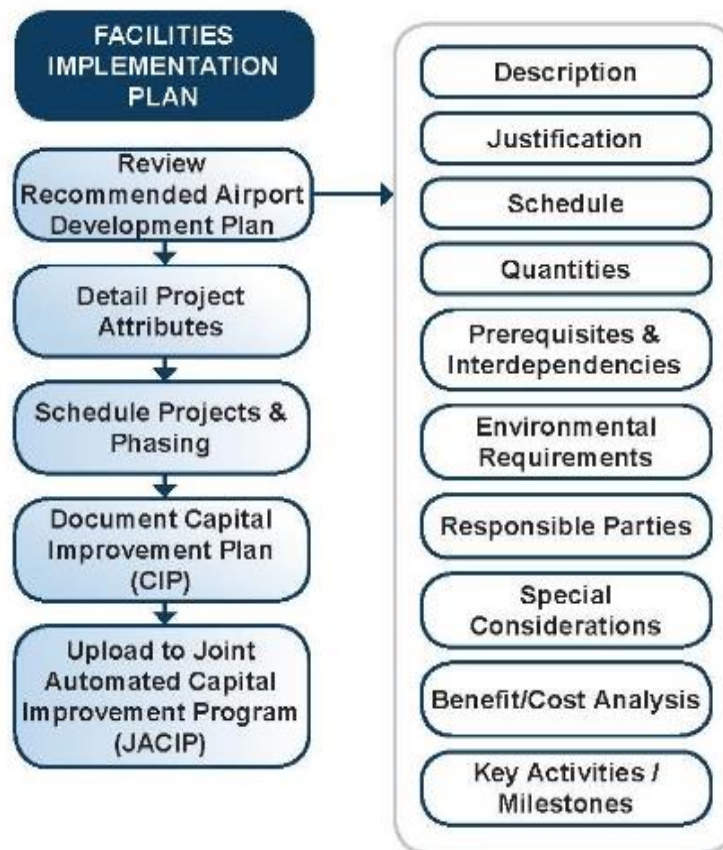 FACILITIES
IMPLEMENTATION
PLAN
Review
Recommended Airport
Development Plan
Detail Project
Attributes
Schedule Projects &
Phasing
Document Capital
Improvement Plan
(CIP)
Upload to Joint
Automated Capital
Improvement Program
(JACIP)
Description
Justification
Schedule
Quantities
Prerequisites &
Interdependencies
Environmental
Requirements
Responsible Parties
Special
Considerations
Benefit/Cost Analysis
Key Activities /
Milestones